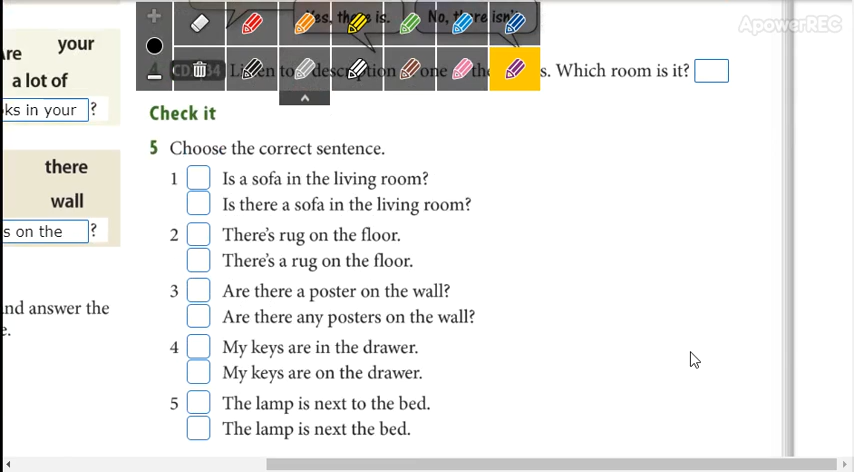 your
are
a lot of
ks in your ?
there
wall
s on the ?
and answer the
e.
Yes, the is. No, there isn't
ApowerREC
4 CD 34 Listen to description one the s. Which room is it?
Check it
5 Choose the correct sentence.
1 Is a sofa in the living room?
Is there a sofa in the living room?
2 There's rug on the floor.
There's a rug on the floor.
3 Are there a poster on the wall?
Are there any posters on the wall?
4 My keys are in the drawer.
My keys are on the drawer.
5 The lamp is next to the bed.
The lamp is next the bed.